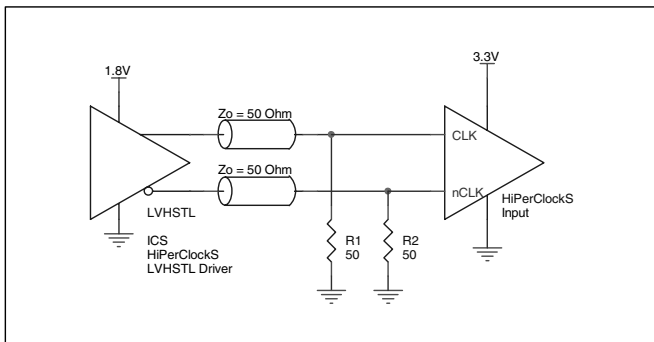 1.8V
3.3V
Zo = 50 Ohm
CLK
Zo = 50 Ohm
nCLK
LVHSTL
HiPerClockS
Input
ICS
HiPerClockS
LVHSTL Driver
R1
50
R2
50